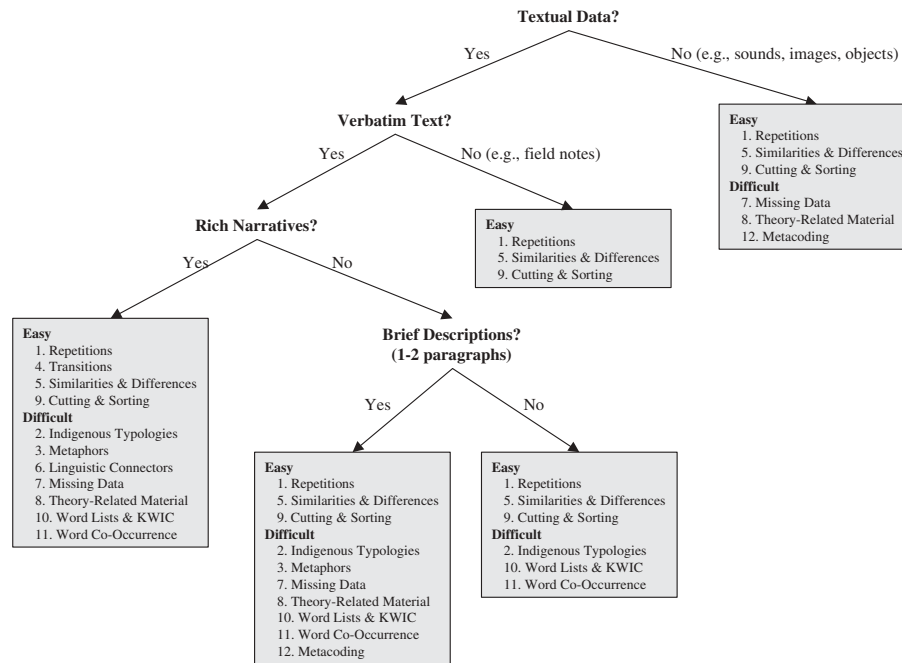 Textual Data?
Yes
No (e.g., sounds, images, objects)
Verbatim Text?
Easy
1. Repetitions
5. Similarities & Differences
9. Cutting & Sorting
Difficult
7. Missing Data
8. Theory-Related Material
12. Metacoding
Yes
No (e.g., field notes)
Rich Narratives?
Easy
1. Repetitions
5. Similarities & Differences
9. Cutting & Sorting
Yes
No
Easy
1. Repetitions
4. Transitions
5. Similarities & Differences
9. Cutting & Sorting
Difficult
2. Indigenous Typologies
3. Metaphors
6. Linguistic Connectors
7. Missing Data
8. Theory-Related Material
10. Word Lists & KWIC
11. Word Co-Occurrence
Brief Descriptions?
(1-2 paragraphs)
Yes
No
Easy
1. Repetitions
5. Similarities & Differences
9. Cutting & Sorting
Difficult
2. Indigenous Typologies
3. Metaphors
7. Missing Data
8. Theory-Related Material
10. Word Lists & KWIC
11. Word Co-Occurrence
12. Metacoding
Easy
1. Repetitions
5. Similarities & Differences
9. Cutting & Sorting
Difficult
2. Indigenous Typologies
10. Word Lists & KWIC
11. Word Co-Occurrence